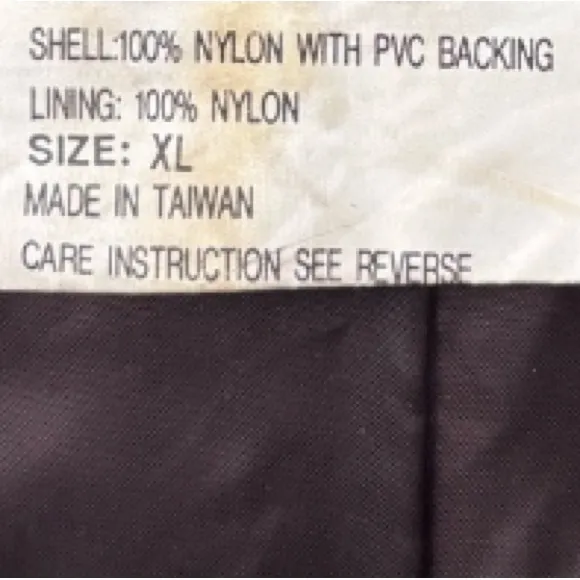 SHELL:100% NYLON WITH PVC BACKING
LINING: 100% NYLON
SIZE: XL
MADE IN TAIWAN
CARE INSTRUCTION SEE REVERSE